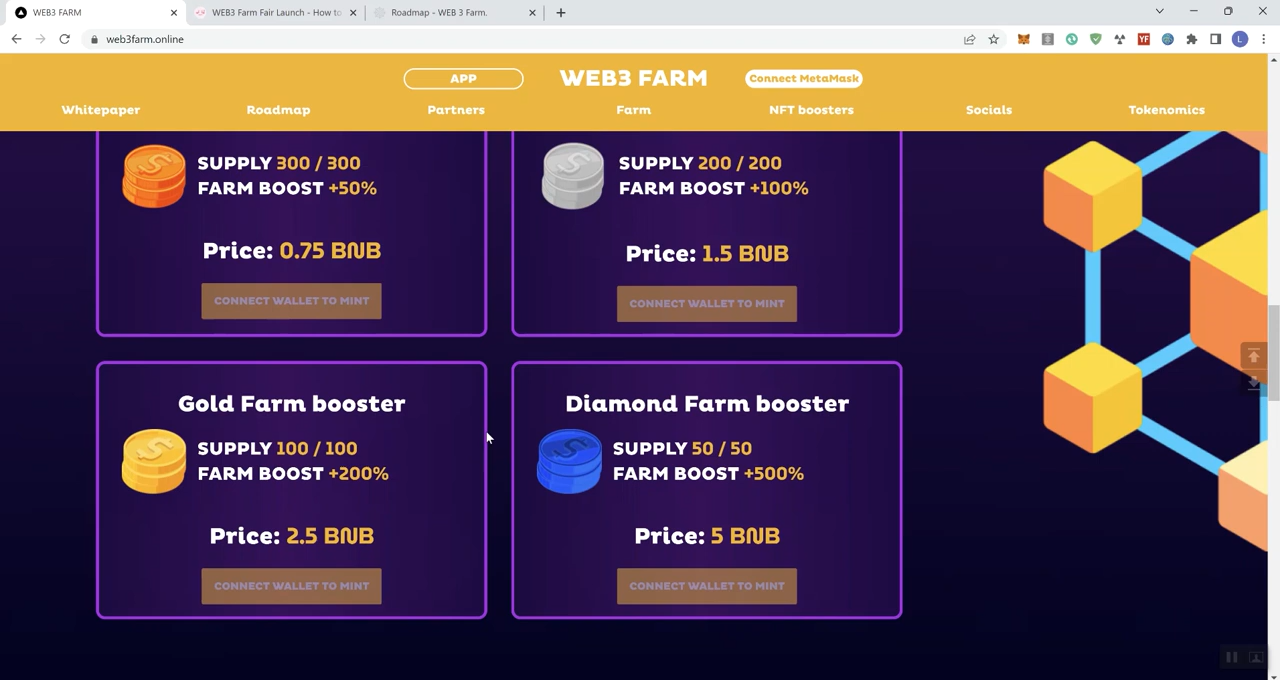 WEB3 FARM
WEB3 Farm Fair Launch - How to
Roadmap - WEB 3 Farm.
web3farm.online
YF
L
APP
WEB3 FARM
Connect MetaMask
Whitepaper
Roadmap
Partners
Farm
NFT boosters
Socials
Tokenomics
SUPPLY 300 / 300
FARM BOOST +50%
Price: 0.75 BNB
CONNECT WALLET TO MINT
SUPPLY 200 / 200
FARM BOOST +100%
Price: 1.5 BNB
CONNECT WALLET TO MINT
Gold Farm booster
SUPPLY 100 / 100
FARM BOOST +200%
Price: 2.5 BNB
CONNECT WALLET TO MINT
Diamond Farm booster
SUPPLY 50 / 50
FARM BOOST +500%
Price: 5 BNB
CONNECT WALLET TO MINT